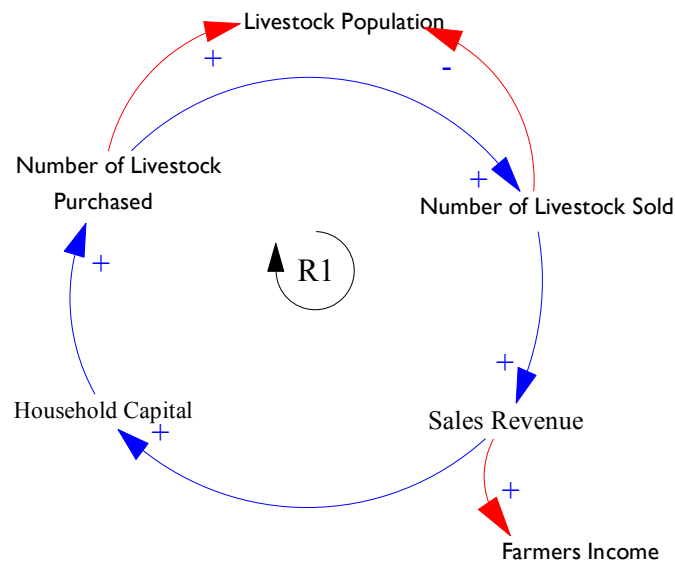 Livestock Population
+
-
Number of Livestock
Purchased
+
Number of Livestock Sold
+
R1
+
Household Capital
+
Sales Revenue
+
Farmers Income